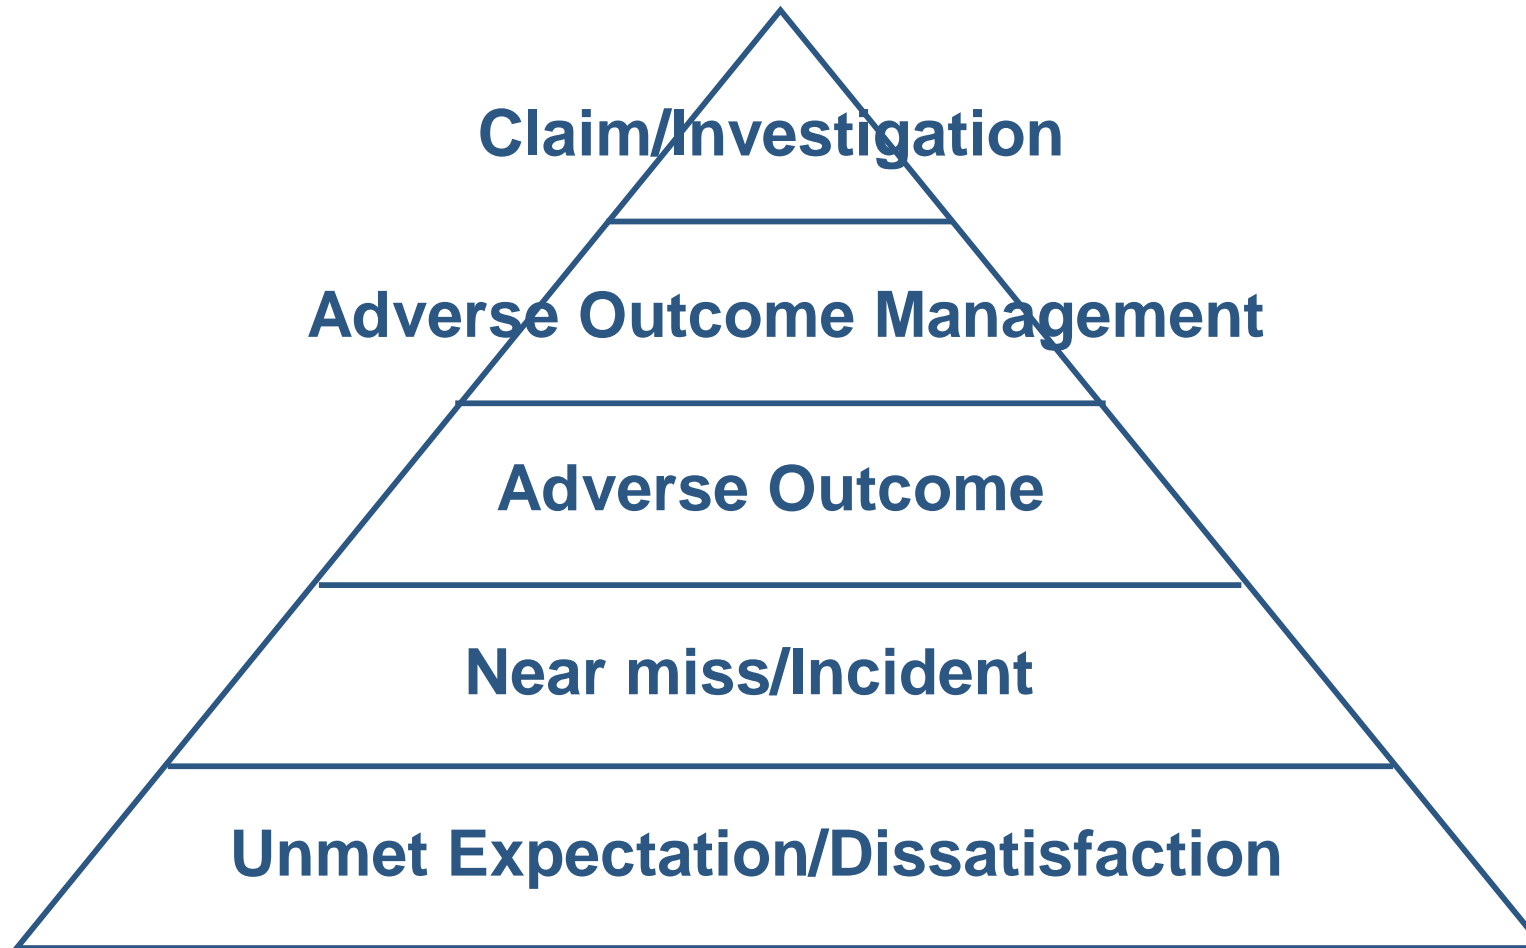 Claim/Investigation
Adverse Outcome Management
Adverse Outcome
Near miss/Incident
Unmet Expectation/Dissatisfaction